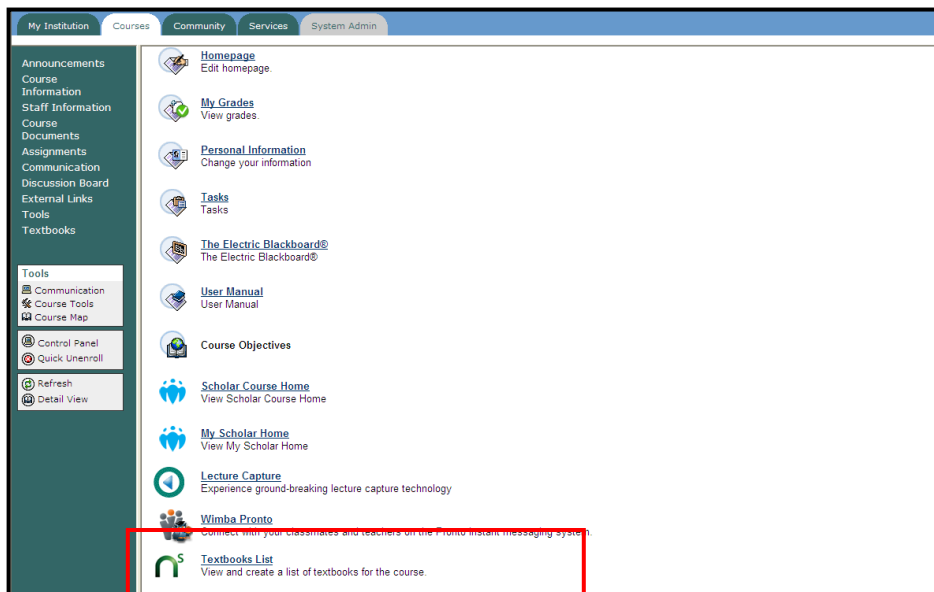 My Institution Courses Community Services System Admin
Announcements
Course
Information
Staff Information
Course
Documents
Assignments
Communication
Discussion Board
External Links
Tools
Textbooks
Tools
Communication
Course Tools
Course Map
Control Panel
Quick Unenroll
Refresh
Detail View
Homepage
Edit homepage.
My Grades
View grades.
Personal Information
Change your information
Tasks
Tasks
The Electric Blackboard®
The Electric Blackboard®
User Manual
User Manual
Course Objectives
Scholar Course Home
View Scholar Course Home
My Scholar Home
View My Scholar Home
Lecture Capture
Experience ground-breaking lecture capture technology
Wimba Pronto
Connect with your classmates and teachers on the Pronto instant messaging system.
n s
Textbooks List
View and create a list of textbooks for the course.